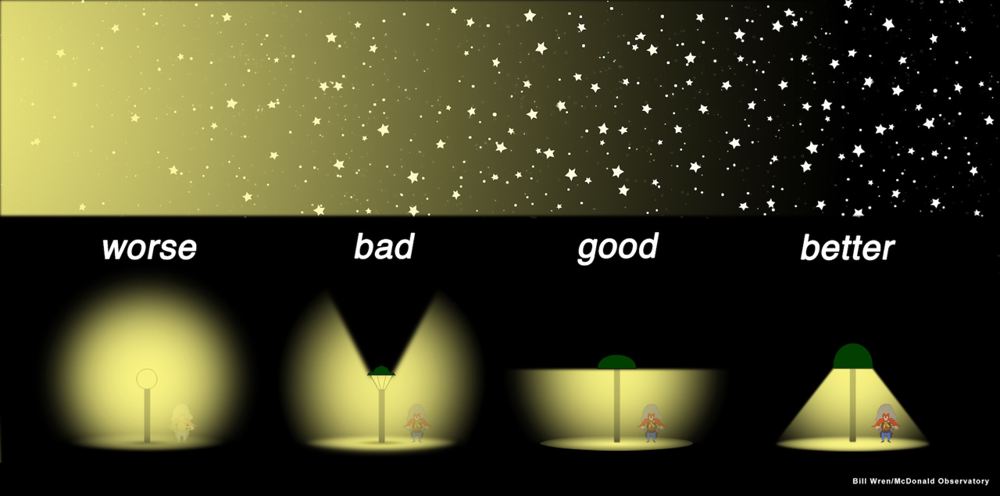 worse
bad
good
better
Bill Wren/McDonald Observatory